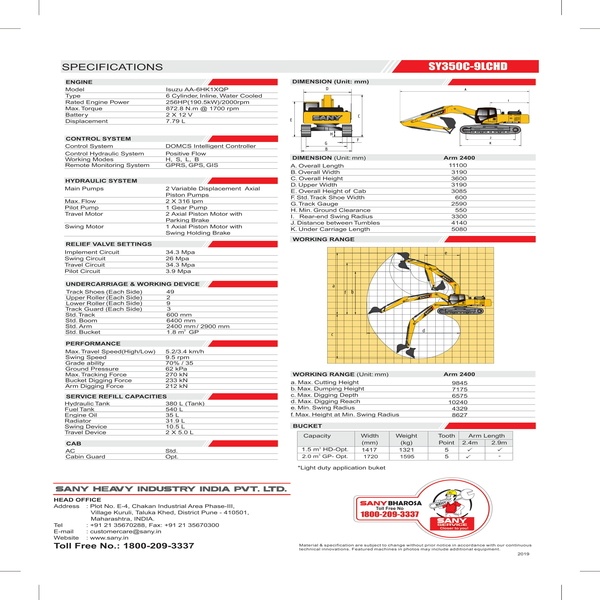 SPECIFICATIONS
SY350C-9LCHD
ENGINE
Model Isuzu AA-6HK1XQP
Type 6 Cylinder, Inline, Water Cooled
Rated Engine Power 256HP(190.5kW)/2000rpm
Max. Torque 872.8 N.m @ 1700 rpm
Battery 2 X 12 V
Displacement 7.79 L
CONTROL SYSTEM
Control System DOMCS Intelligent Controller
Control Hydraulic System Positive Flow
Working Modes H, S, L, B
Remote Monitoring System GPRS, GPS, GIS
HYDRAULIC SYSTEM
Main Pumps 2 Variable Displacement Axial
Piston Pumps
Max. Flow 2 X 316 lpm
Pilot Pump 1 Gear Pump
Travel Motor 2 Axial Piston Motor with
Parking Brake
Swing Motor 1 Axial Piston Motor with
Swing Holding Brake
RELIEF VALVE SETTINGS
Implement Circuit 34.3 Mpa
Swing Circuit 26 Mpa
Travel Circuit 34.3 Mpa
Pilot Circuit 3.9 Mpa
UNDERCARRIAGE & WORKING DEVICE
Track Shoes (Each Side) 49
Upper Roller (Each Side) 2
Lower Roller (Each Side) 9
Track Guard (Each Side) 3
Std. Track 600 mm
Std. Boom 6400 mm
Std. Arm 2400 mm / 2900 mm
Std. Bucket 1.8 m³ GP
PERFORMANCE
Max. Travel Speed(High/Low) 5.2/3.4 km/h
Swing Speed 9.5 rpm
Grade ability 70% / 35
Ground Pressure 62 kPa
Max. Tracking Force 270 kN
Bucket Digging Force 233 kN
Arm Digging Force 212 kN
SERVICE REFILL CAPACITIES
Hydraulic Tank 380 L (Tank)
Fuel Tank 540 L
Engine Oil 35 L
Radiator 31.9 L
Swing Device 10.5 L
Travel Device 2 X 5.0 L
CAB
AC Std.
Cabin Guard Opt.
DIMENSION (Unit: mm)
DIMENSION (Unit: mm) Arm 2400
A. Overall Length 11100
B. Overall Width 3190
C. Overall Height 3600
D. Upper Width 3190
E. Overall Height of Cab 3085
F. Std. Track Shoe Width 600
G. Track Gauge 2590
H. Min. Ground Clearance 550
I. Rear-end Swing Radius 3300
J. Distance between Tumbles 4140
K. Under Carriage Length 5080
WORKING RANGE
WORKING RANGE (Unit: mm) Arm 2400
a. Max. Cutting Height 9845
b. Max. Dumping Height 7175
c. Max. Digging Depth 6575
d. Max. Digging Reach 10240
e. Min. Swing Radius 4329
f. Max. Height at Min. Swing Radius 8627
BUCKET
Capacity Width (mm) Weight (kg) Tooth Point Arm Length 2.4m 2.9m
1.5 m³ HD-Opt. 1417 1321 5 ✓ ✓
2.0 m³ GP- Opt. 1720 1595 5 ✓ -
*Light duty application buket
SANY HEAVY INDUSTRY INDIA PVT. LTD.
HEAD OFFICE
Address : Plot No. E-4, Chakan Industrial Area Phase-III,
Village Kuruli, Taluka Khed, District Pune - 410501,
Maharashtra, INDIA.
Tel : +91 21 35670288, Fax: +91 21 35670300
E-mail : customercare@sany.in
Website : www.sany.in
Toll Free No.: 1800-209-3337
SANY BHAROSA
Toll Free No
1800-209-3337
SANY
SERVICE
Closer to you!
Material & specification are subject to change without prior notice in accordance with our continuous
technical innovations. Featured machines in photos may include additional equipment.
2019